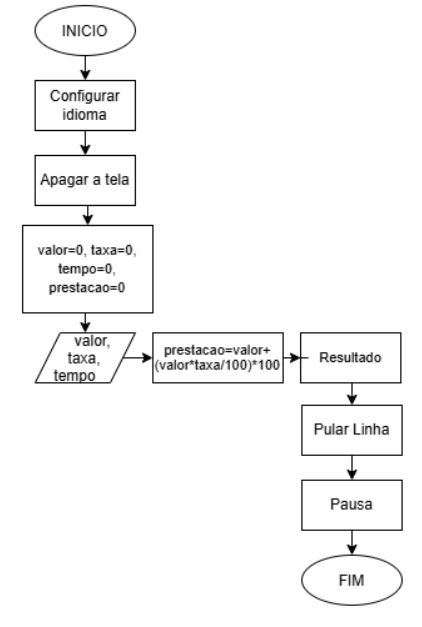 INICIO
Configurar
idioma
Apagar a tela
valor=0, taxa=0,
tempo=0,
prestacao=0
valor,
taxa,
tempo
prestacao=valor+
(valor*taxa/100)*100
Resultado
Pular Linha
Pausa
FIM